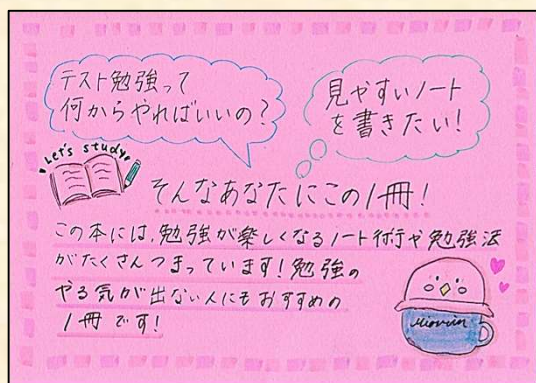 テスト勉強って
何からやればいいの？
見やすいノート
を書きたい！
Let's study
そんなあなたにこの1冊！
この本には，勉強が楽しくなるノート術や勉強法
がたくさんつまっています！勉強の
やる気が出ない人にもおすすめの
1冊です！